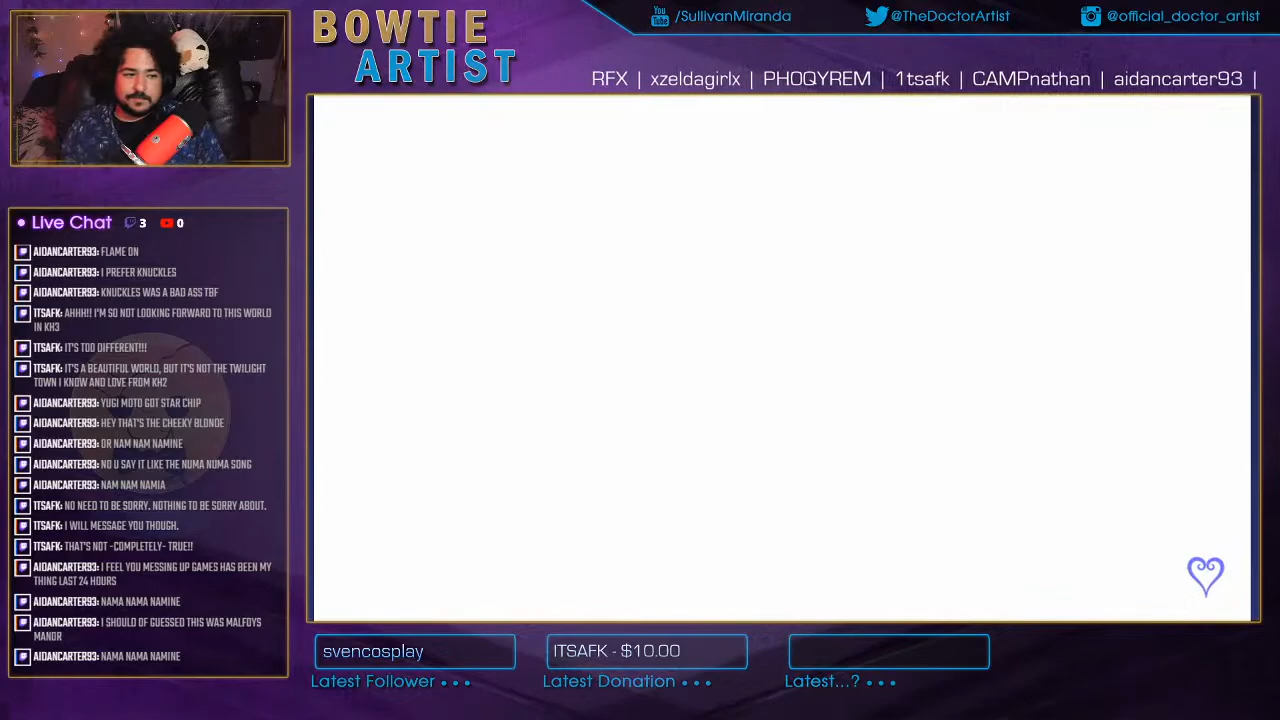 BOWTIE
ARTIST
/SullivanMiranda
@TheDoctorArtist
@official_doctor_artist
RFX | xzeldagirlx | PHOQYREM | 1tsafk | CAMPnathan | aidancarter93 |
Live Chat 3 0
AIDANCARTER93: FLAME ON
AIDANCARTER93: I PREFER KNUCKLES
AIDANCARTER93: KNUCKLES WAS A BAD ASS TBF
1TSAFK: AHHH!! I'M SO NOT LOOKING FORWARD TO THIS WORLD
IN KH3
1TSAFK: IT'S TOO DIFFERENT!!!
1TSAFK: IT'S A BEAUTIFUL WORLD, BUT IT'S NOT THE TWILIGHT
TOWN I KNOW AND LOVE FROM KH2
AIDANCARTER93: YUGI MOTO GOT STAR CHIP
AIDANCARTER93: HEY THAT'S THE CHEEKY BLONDE
AIDANCARTER93: OR NAM NAM NAMINE
AIDANCARTER93: NO U SAY IT LIKE THE NUMA NUMA SONG
AIDANCARTER93: NAM NAM NAMIA
1TSAFK: NO NEED TO BE SORRY. NOTHING TO BE SORRY ABOUT.
1TSAFK: I WILL MESSAGE YOU THOUGH.
1TSAFK: THAT'S NOT -COMPLETELY- TRUE!!
AIDANCARTER93: I FEEL YOU MESSING UP GAMES HAS BEEN MY
THING LAST 24 HOURS
AIDANCARTER93: NAMA NAMA NAMINE
AIDANCARTER93: I SHOULD OF GUESSED THIS WAS MALFOYS
MANOR
AIDANCARTER93: NAMA NAMA NAMINE
svencosplay
Latest Follower • • •
ITSAFK - $10.00
Latest Donation • • •
Latest...? • • •